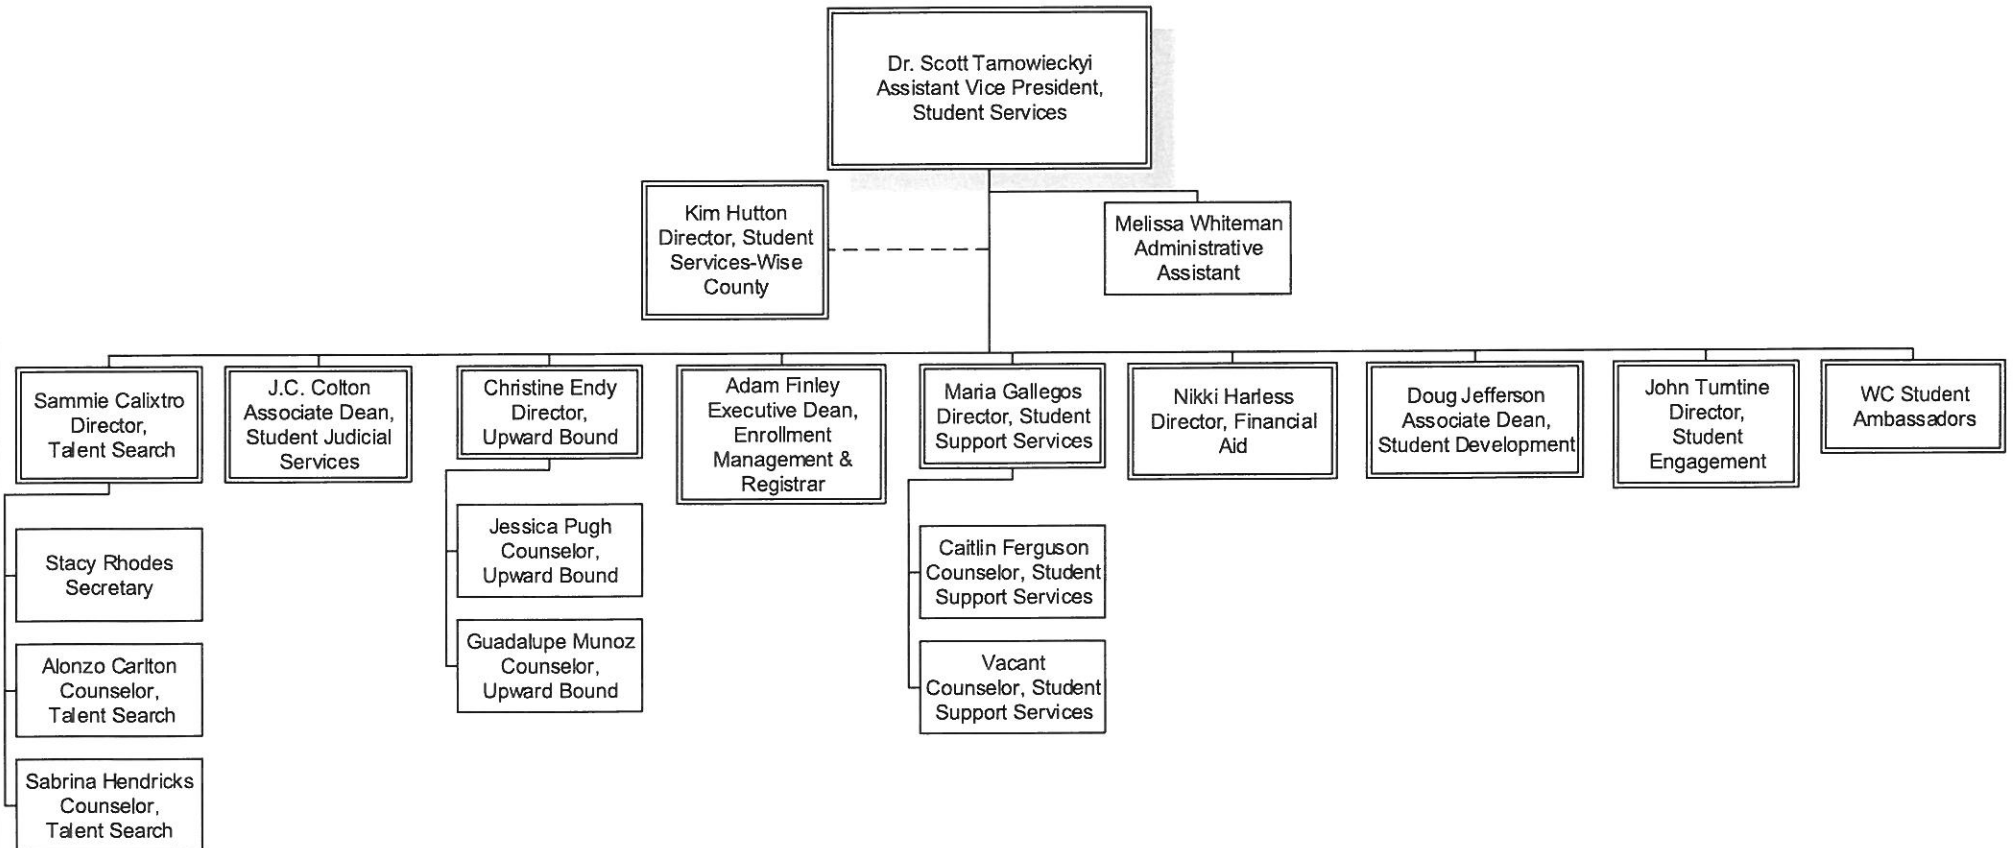 Dr. Scott Tarnowieckyi
Assistant Vice President,
Student Services
Kim Hutton
Director, Student
Services-Wise
County
Melissa Whiteman
Administrative
Assistant
Sammie Calixtro
Director,
Talent Search
J.C. Colton
Associate Dean,
Student Judicial
Services
Christine Endy
Director,
Upward Bound
Adam Finley
Executive Dean,
Enrollment
Management &
Registrar
Maria Gallegos
Director, Student
Support Services
Nikki Harless
Director, Financial
Aid
Doug Jefferson
Associate Dean,
Student Development
John Turntine
Director,
Student
Engagement
WC Student
Ambassadors
Stacy Rhodes
Secretary
Alonzo Carlton
Counselor,
Talent Search
Sabrina Hendricks
Counselor,
Talent Search
Jessica Pugh
Counselor,
Upward Bound
Guadalupe Munoz
Counselor,
Upward Bound
Caitlin Ferguson
Counselor, Student
Support Services
Vacant
Counselor, Student
Support Services